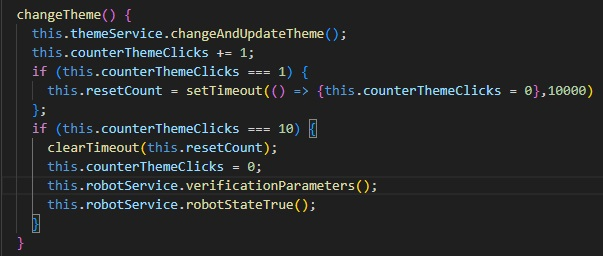 changeTheme() {
this.themeService.changeAndUpdateTheme();
this.counterThemeClicks += 1;
if (this.counterThemeClicks === 1) {
this.resetCount = setTimeout(() => {this.counterThemeClicks = 0},10000)
};
if (this.counterThemeClicks === 10) {
clearTimeout(this.resetCount);
this.counterThemeClicks = 0;
this.robotService.verificationParameters();
this.robotService.robotStateTrue();
}
}